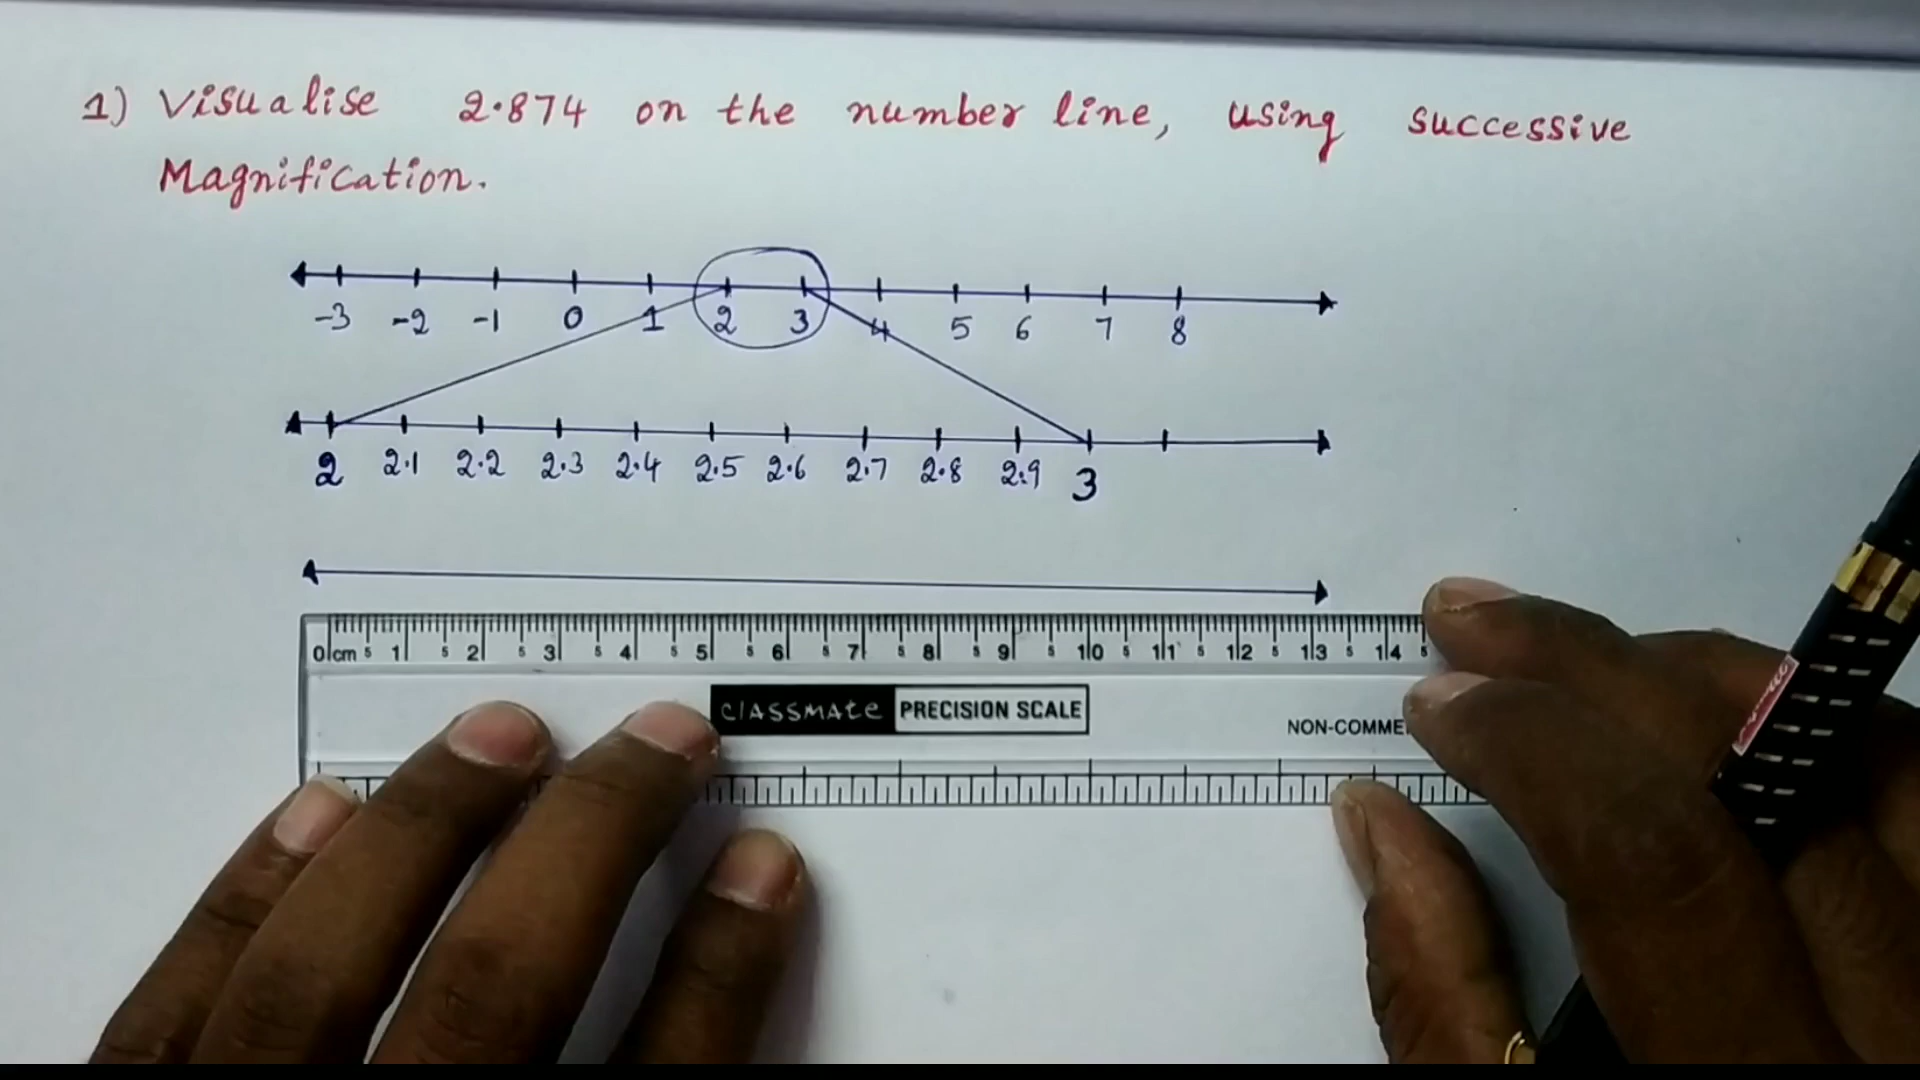 1) Visualise 2.874 on the number line, using successive
Magnification.
-3 -2 -1 0 1 2 3 4 5 6 7 8
2 2.1 2.2 2.3 2.4 2.5 2.6 2.7 2.8 2.9 3
0 cm 5 1 5 2 5 3 5 4 5 5 5 6 5 7 5 8 5 9 5 10 5 11 5 12 5 13 5 14 5
classmate PRECISION SCALE
NON-COMME